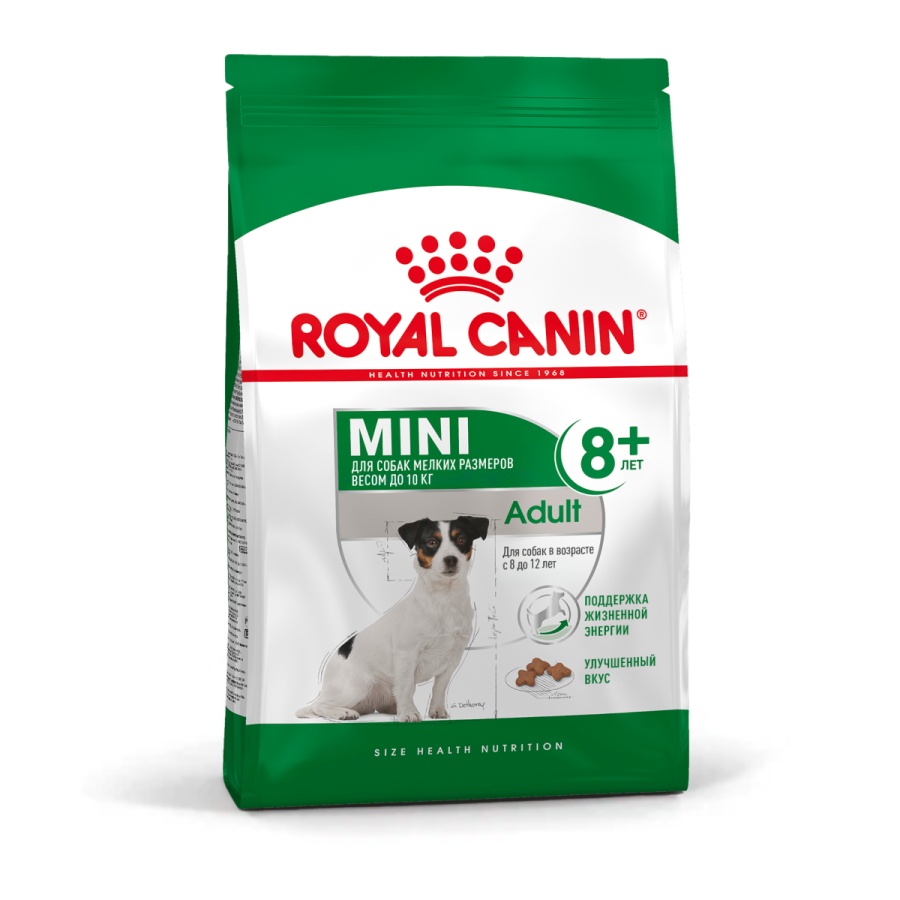 ROYAL CANIN®
HEALTH NUTRITION SINCE 1968
MINI
ДЛЯ СОБАК МЕЛКИХ РАЗМЕРОВ
ВЕСОМ ДО 10 КГ
8+
ЛЕТ
Adult
Для собак в возрасте
с 8 до 12 лет
ПОДДЕРЖКА
ЖИЗНЕННОЙ
ЭНЕРГИИ
УЛУЧШЕННЫЙ
ВКУС
SIZE HEALTH NUTRITION